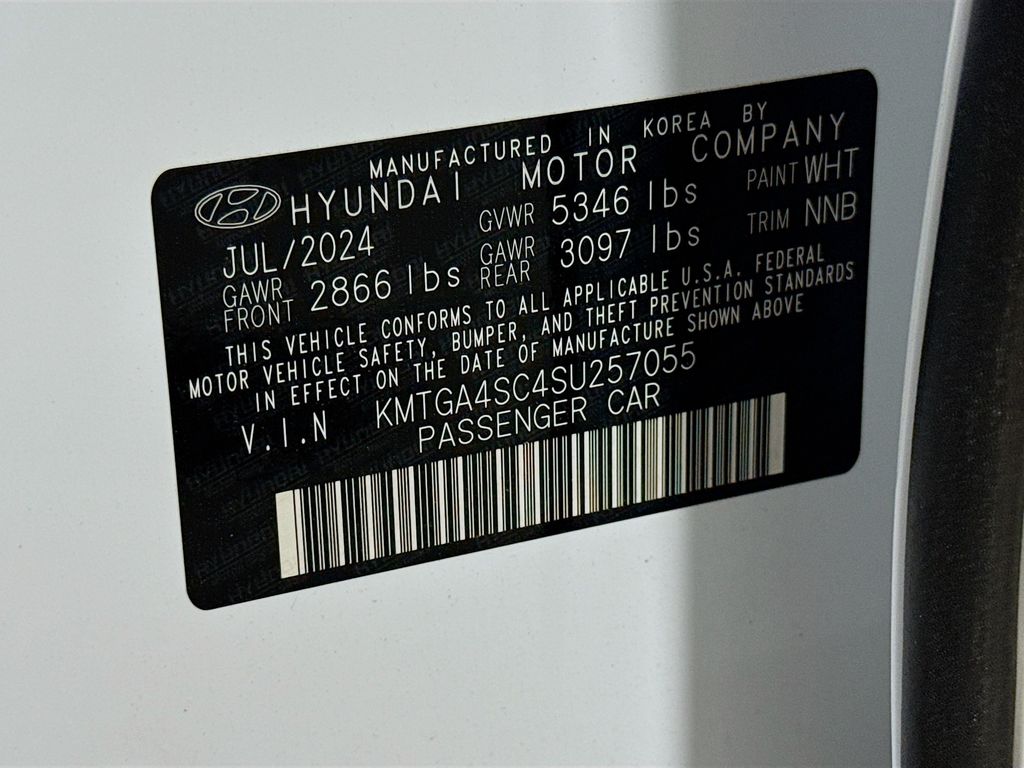 MANUFACTURED IN KOREA BY
HYUNDAI MOTOR COMPANY
JUL/2024 GVWR 5346 lbs PAINT WHT
GAWR FRONT 2866 lbs GAWR REAR 3097 lbs TRIM NNB
THIS VEHICLE CONFORMS TO ALL APPLICABLE U.S.A. FEDERAL
MOTOR VEHICLE SAFETY, BUMPER, AND THEFT PREVENTION STANDARDS
IN EFFECT ON THE DATE OF MANUFACTURE SHOWN ABOVE
V.I.N KMTGA4SC4SU257055
PASSENGER CAR